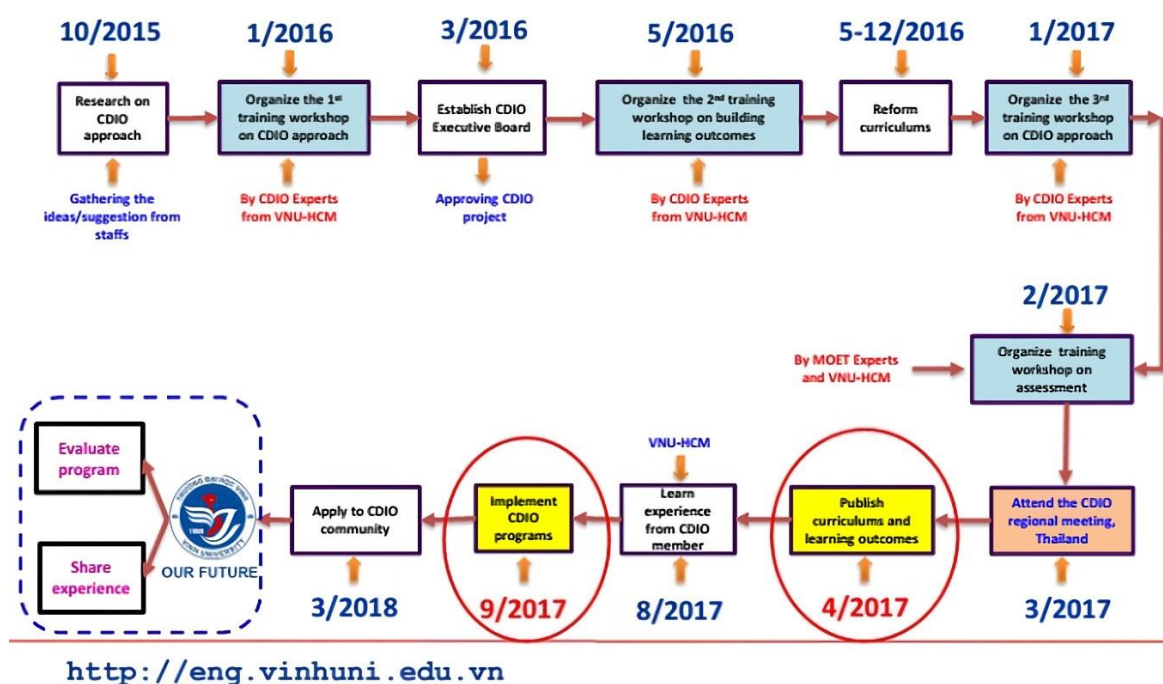 10/2015
1/2016
3/2016
5/2016
5-12/2016
1/2017
Research on
CDIO
approach
Organize the 1st
training workshop
on CDIO approach
Establish CDIO
Executive Board
Organize the 2nd training
workshop on building
learning outcomes
Reform
curriculums
Organize the 3rd
training workshop
on CDIO approach
Gathering the
ideas/suggestion from
staffs
By CDIO Experts
from VNU-HCM
Approving CDIO
project
By CDIO Experts
from VNU-HCM
By CDIO Experts
from VNU-HCM
2/2017
By MOET Experts
and VNU-HCM
Organize training
workshop on
assessment
Attend the CDIO
regional meeting,
Thailand
3/2017
Publish
curriculums and
learning outcomes
4/2017
VNU-HCM
Learn
experience
from CDIO
member
8/2017
Implement
CDIO
programs
9/2017
Apply to CDIO
community
3/2018
TRƯỜNG ĐẠI HỌC VINH
1959
VINH UNIVERSITY
OUR FUTURE
Evaluate
program
Share
experience
http://eng.vinhuni.edu.vn